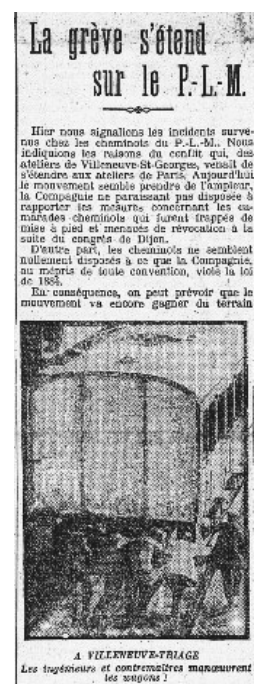 La grève s'étend
sur le P.-L.-M.
Hier nous signalions les incidents surve-
nus chez les cheminots du P.-L.-M.. Nous
indiquions les raisons du conflit qui, des
ateliers de Villeneuve-St-Georges, venait de
s'étendre aux ateliers de Paris. Aujourd'hui
le mouvement semble prendre de l'ampleur,
la Compagnie ne paraissant pas disposée à
rapporter les mesures concernant les ca-
marades cheminots qui furent frappés de
mise à pied et menacés de révocation à la
suite du congrès de Dijon.
D'autre part, les cheminots ne semblent
nullement disposés à ce que la Compagnie,
au mépris de toute convention, viole la loi
de 1884.
En conséquence, on peut prévoir que le
mouvement va encore gagner du terrain
A VILLENEUVE-TRIAGE
Les ingénieurs et contremaîtres manœuvrent
les wagons !